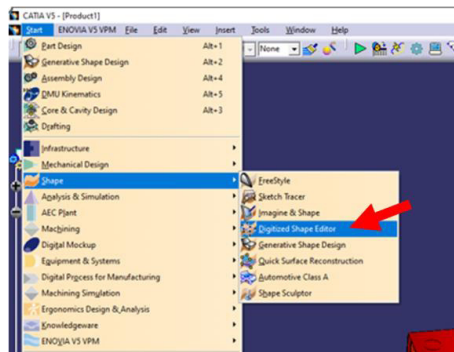 CATIA V5 - [Product1]
Start ENOVIA V5 VPM File Edit View Insert Tools Window Help
Part Design Alt+1
None
Generative Shape Design Alt+2
Assembly Design Alt+4
DMU Kinematics Alt+5
Core & Cavity Design Alt+3
Drafting
Infrastructure
Mechanical Design
Shape
Analysis & Simulation
AEC Plant
Machining
Digital Mockup
Equipment & Systems
Digital Process for Manufacturing
Machining Simulation
Ergonomics Design & Analysis
Knowledgeware
ENOVIA V5 VPM
FreeStyle
Sketch Tracer
Imagine & Shape
Digitized Shape Editor
Generative Shape Design
Quick Surface Reconstruction
Automotive Class A
Shape Sculptor